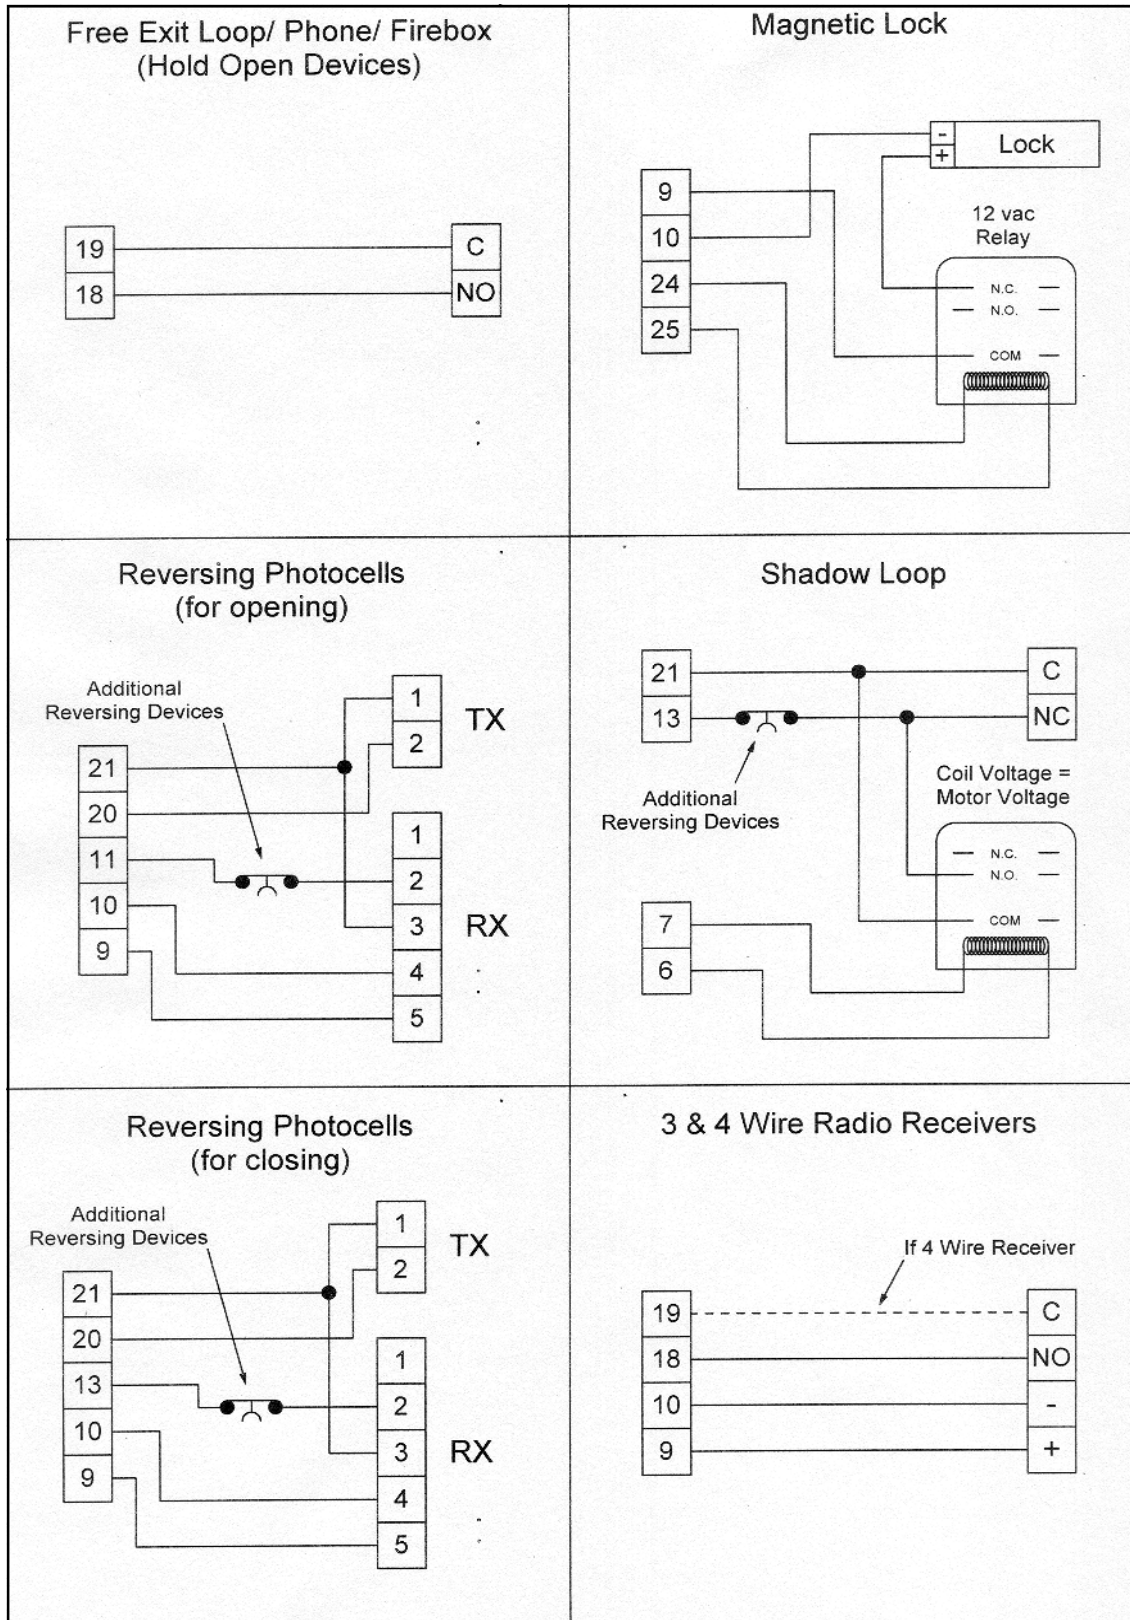 Free Exit Loop/ Phone/ Firebox
(Hold Open Devices)
19
C
18
NO
Magnetic Lock
-
Lock
+
9
10
24
25
12 vac
Relay
N.C.
N.O.
COM
Reversing Photocells
(for opening)
Additional
Reversing Devices
1
TX
2
21
20
11
10
9
1
2
3
RX
4
5
Shadow Loop
21
C
13
NC
Additional
Reversing Devices
Coil Voltage =
Motor Voltage
N.C.
N.O.
COM
7
6
Reversing Photocells
(for closing)
Additional
Reversing Devices
1
TX
2
21
20
13
10
9
1
2
3
RX
4
5
3 & 4 Wire Radio Receivers
If 4 Wire Receiver
19
C
18
NO
10
-
9
+